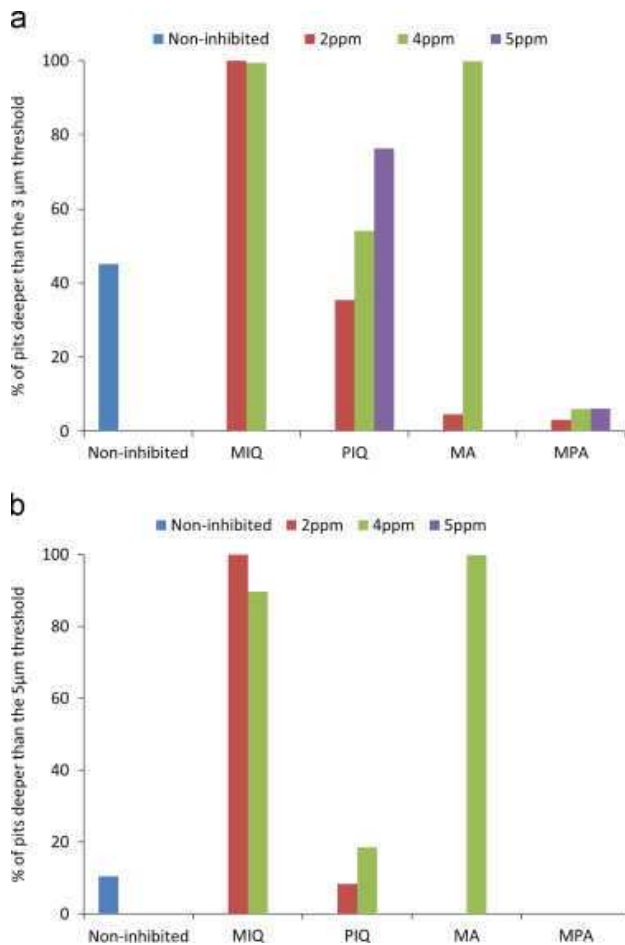 a
Non-inhibited 2ppm 4ppm 5ppm
% of pits deeper than the 3 µm threshold
100
80
60
40
20
0
Non-inhibited MIQ PIQ MA MPA
b
Non-inhibited 2ppm 4ppm 5ppm
% of pits deeper than the 5µm threshold
100
80
60
40
20
0
Non-inhibited MIQ PIQ MA MPA